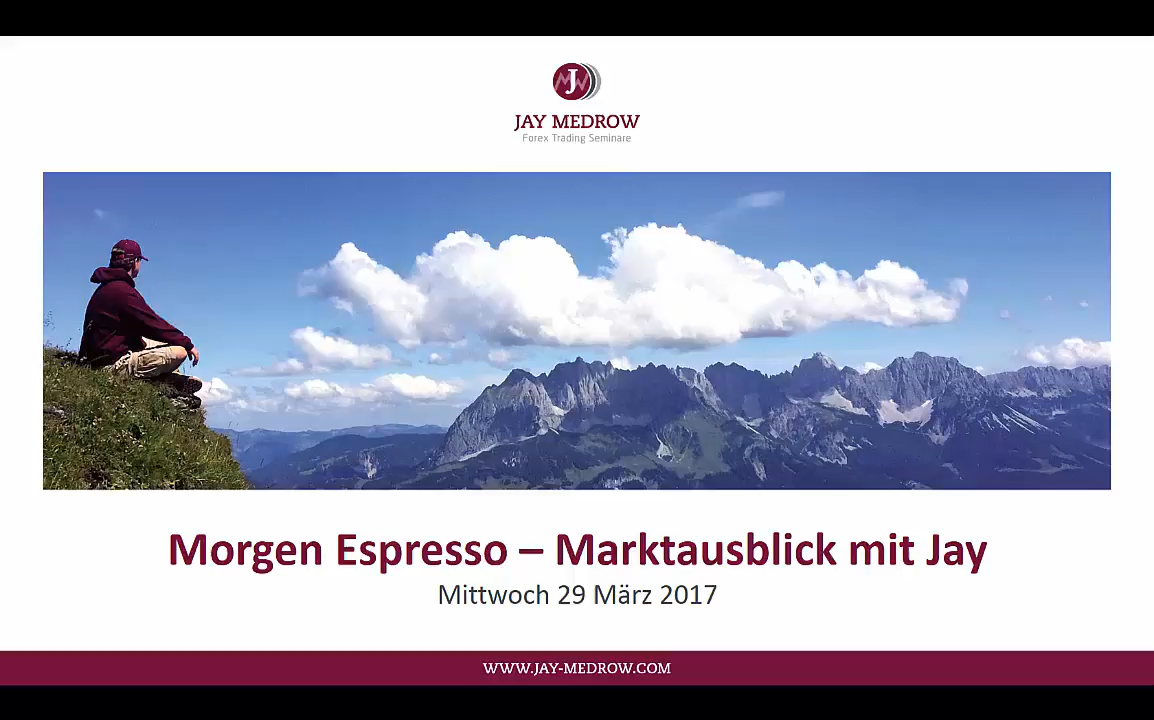 J
JAY MEDROW
Forex Trading Seminare
Morgen Espresso – Marktausblick mit Jay
Mittwoch 29 März 2017
WWW.JAY-MEDROW.COM